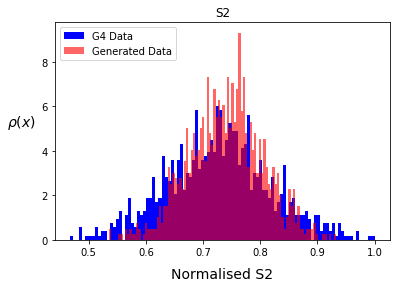 S2
G4 Data
Generated Data
8
6
ρ(x)
4
2
0
0.5 0.6 0.7 0.8 0.9 1.0
Normalised S2